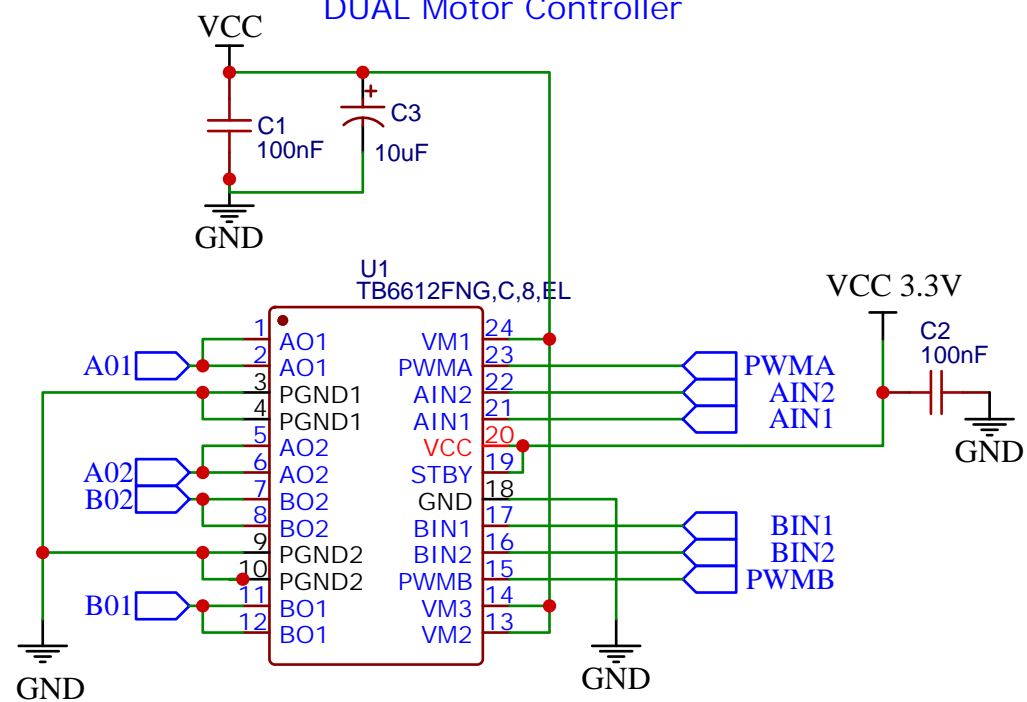 DUAL Motor Controller
VCC
+
C1
100nF
C3
10uF
GND
U1
TB6612FNG,C,8,EL
VCC 3.3V
C2
100nF
GND
A01
A02
B02
B01
1 AO1
2 AO1
3 PGND1
4 PGND1
5 AO2
6 AO2
7 BO2
8 BO2
9 PGND2
10 PGND2
11 BO1
12 BO1
VM1 24
PWMA 23
AIN2 22
AIN1 21
VCC 20
STBY 19
GND 18
BIN1 17
BIN2 16
PWMB 15
VM3 14
VM2 13
PWMA
AIN2
AIN1
BIN1
BIN2
PWMB
GND
GND